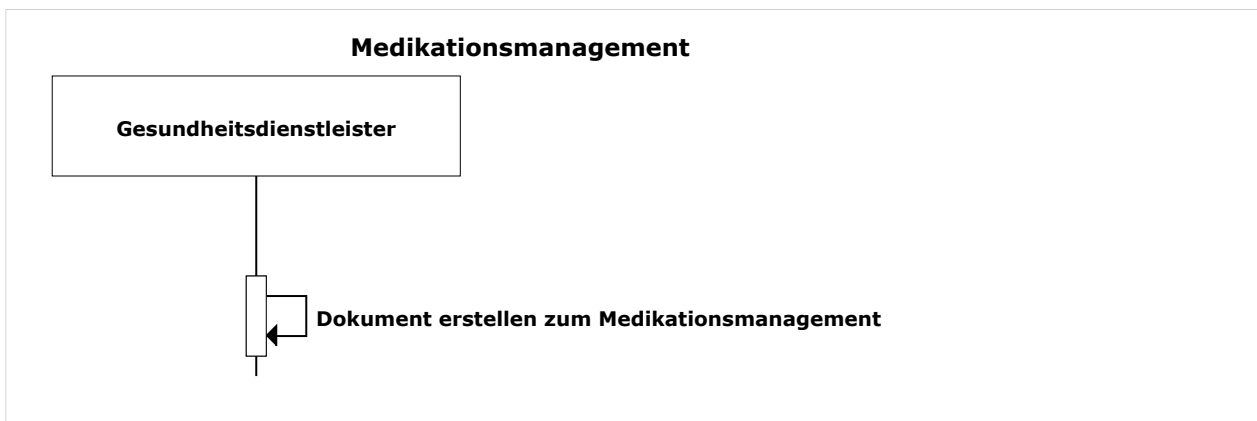 Medikationsmanagement
Gesundheitsdienstleister
Dokument erstellen zum Medikationsmanagement